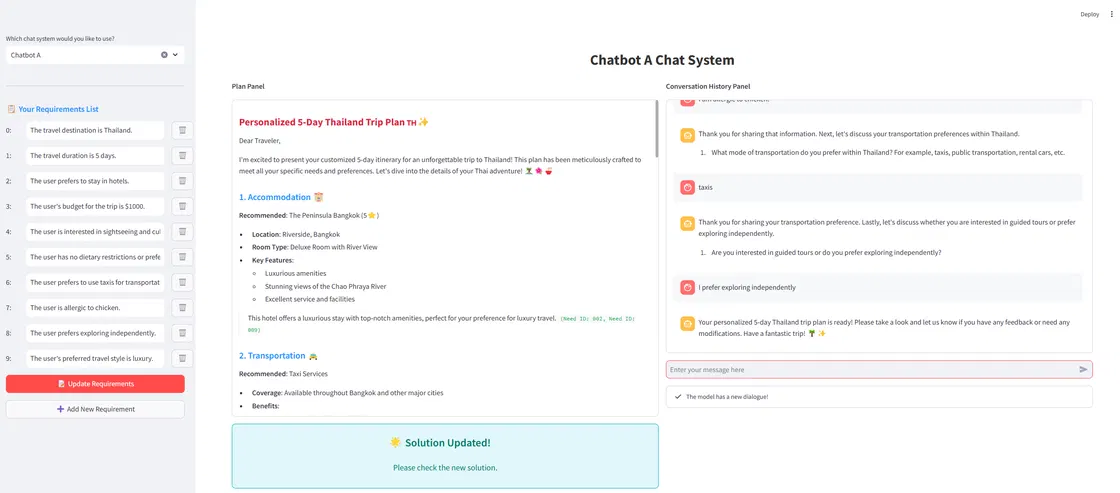 Deploy
Which chat system would you like to use?
Chatbot A
📋 Your Requirements List
0: The travel destination is Thailand.
1: The travel duration is 5 days.
2: The user prefers to stay in hotels.
3: The user's budget for the trip is $1000.
4: The user is interested in sightseeing and cul
5: The user has no dietary restrictions or prefe
6: The user prefers to use taxis for transportat
7: The user is allergic to chicken.
8: The user prefers exploring independently.
9: The user's preferred travel style is luxury.
Update Requirements
➕ Add New Requirement
Chatbot A Chat System
Plan Panel
Personalized 5-Day Thailand Trip Plan TH ✨
Dear Traveler,
I'm excited to present your customized 5-day itinerary for an unforgettable trip to Thailand! This plan has been meticulously crafted to
meet all your specific needs and preferences. Let's dive into the details of your Thai adventure!
1. Accommodation
Recommended: The Peninsula Bangkok (5⭐)
• Location: Riverside, Bangkok
• Room Type: Deluxe Room with River View
• Key Features:
◦ Luxurious amenities
◦ Stunning views of the Chao Phraya River
◦ Excellent service and facilities
This hotel offers a luxurious stay with top-notch amenities, perfect for your preference for luxury travel. (Need ID: 002, Need ID:
009)
2. Transportation
Recommended: Taxi Services
• Coverage: Available throughout Bangkok and other major cities
• Benefits:
Solution Updated!
Please check the new solution.
Conversation History Panel
I am allergic to chicken.
Thank you for sharing that information. Next, let's discuss your transportation preferences within Thailand.
1. What mode of transportation do you prefer within Thailand? For example, taxis, public transportation, rental cars, etc.
taxis
Thank you for sharing your transportation preference. Lastly, let's discuss whether you are interested in guided tours or prefer
exploring independently.
1. Are you interested in guided tours or do you prefer exploring independently?
I prefer exploring independently
Your personalized 5-day Thailand trip plan is ready! Please take a look and let us know if you have any feedback or need any
modifications. Have a fantastic trip! 🌴 ✨
Enter your message here
The model has a new dialogue!